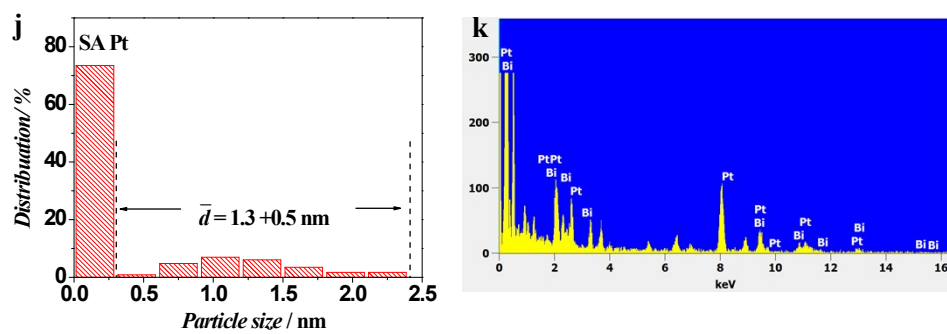 j
SA Pt
80
60
40
20
0
Distribuation/ %
d̄ = 1.3 +0.5 nm
0.0 0.5 1.0 1.5 2.0 2.5
Particle size / nm
k
300
200
100
0
Pt
Bi
PtPt
Bi
Bi
Pt
Bi
Pt
Pt
Bi
Pt
Pt
Bi
Bi
Bi
Pt
Bi Bi
0 2 4 6 8 10 12 14 16
keV